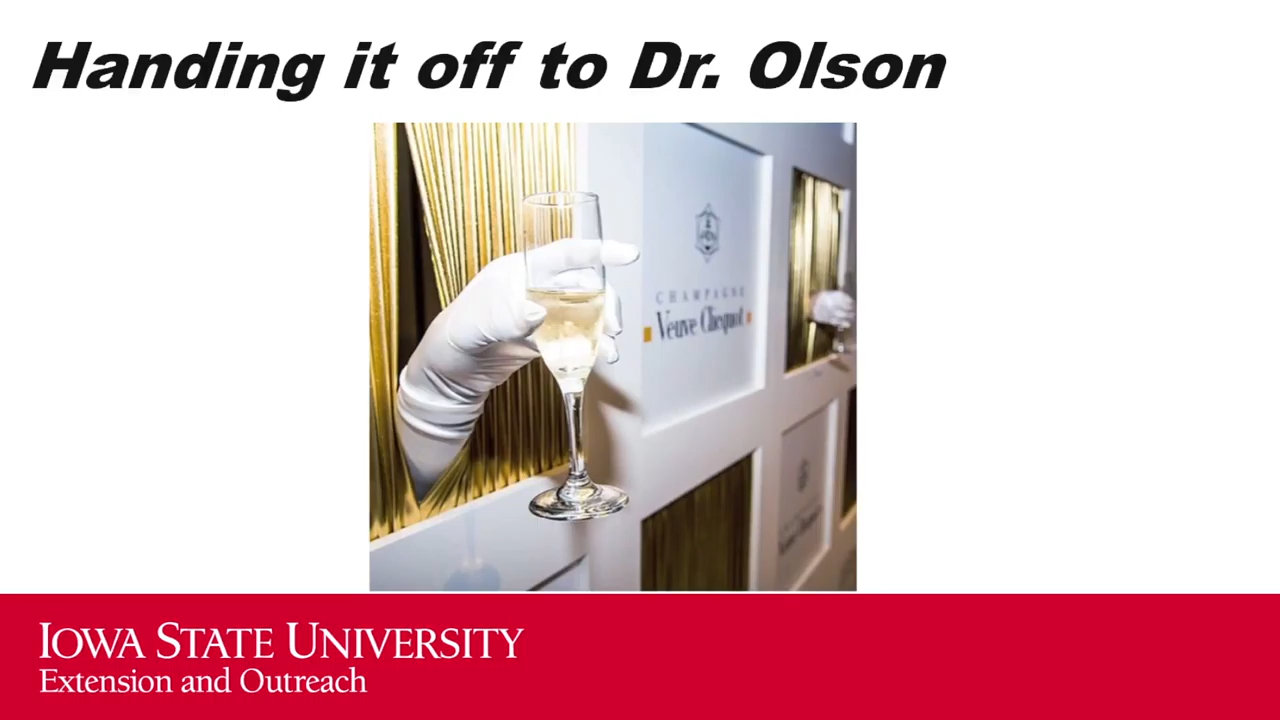 Handing it off to Dr. Olson
CHAMPAGNE
Veuve Clicquot
IOWA STATE UNIVERSITY
Extension and Outreach